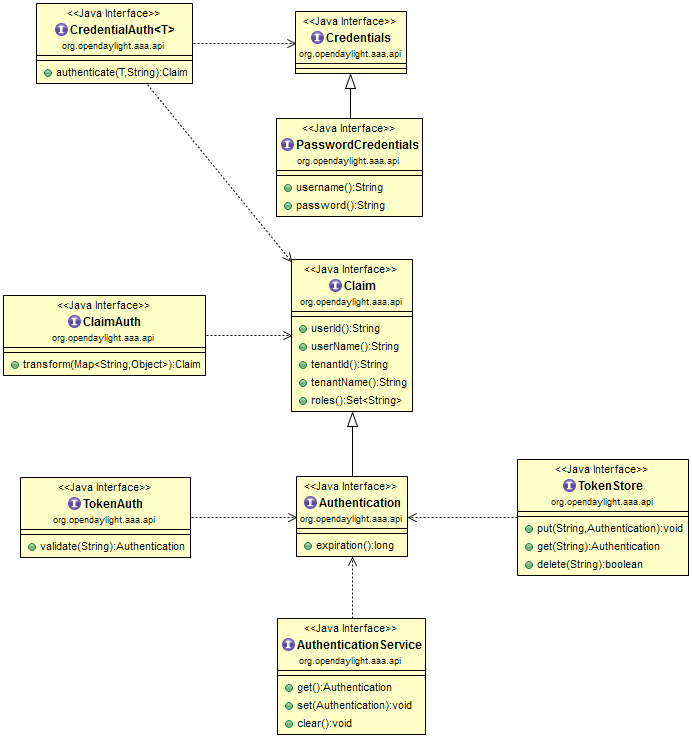 <<Java Interface>>
CredentialAuth<T>
org.opendaylight.aaa.api
authenticate(T,String):Claim
<<Java Interface>>
Credentials
org.opendaylight.aaa.api
<<Java Interface>>
PasswordCredentials
org.opendaylight.aaa.api
username():String
password():String
<<Java Interface>>
Claim
org.opendaylight.aaa.api
userId():String
userName():String
tenantId():String
tenantName():String
roles():Set<String>
<<Java Interface>>
ClaimAuth
org.opendaylight.aaa.api
transform(Map<String,Object>):Claim
<<Java Interface>>
TokenAuth
org.opendaylight.aaa.api
validate(String):Authentication
<<Java Interface>>
Authentication
org.opendaylight.aaa.api
expiration():long
<<Java Interface>>
TokenStore
org.opendaylight.aaa.api
put(String,Authentication):void
get(String):Authentication
delete(String):boolean
<<Java Interface>>
AuthenticationService
org.opendaylight.aaa.api
get():Authentication
set(Authentication):void
clear():void